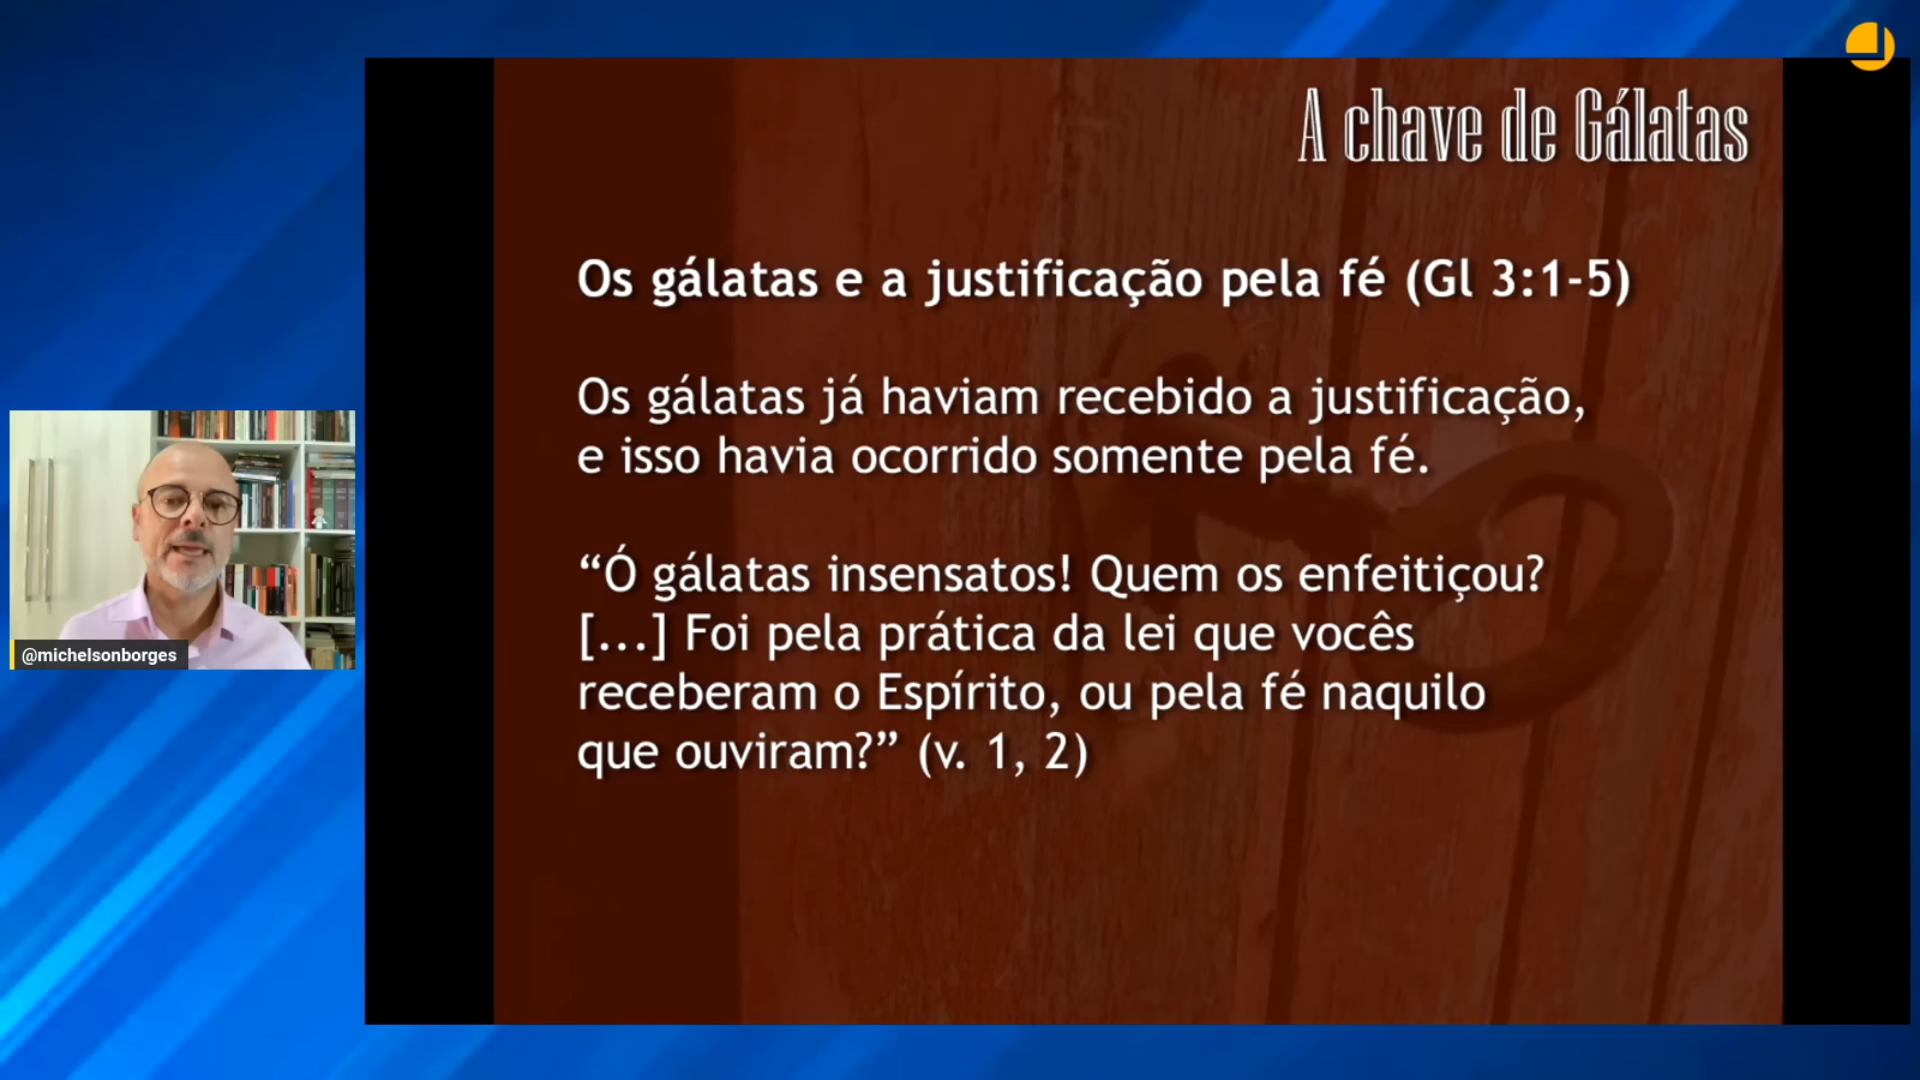 A chave de Gálatas
Os gálatas e a justificação pela fé (Gl 3:1-5)
Os gálatas já haviam recebido a justificação,
e isso havia ocorrido somente pela fé.
“Ó gálatas insensatos! Quem os enfeitiçou?
[...] Foi pela prática da lei que vocês
receberam o Espírito, ou pela fé naquilo
que ouviram?” (v. 1, 2)
@michelsonborges